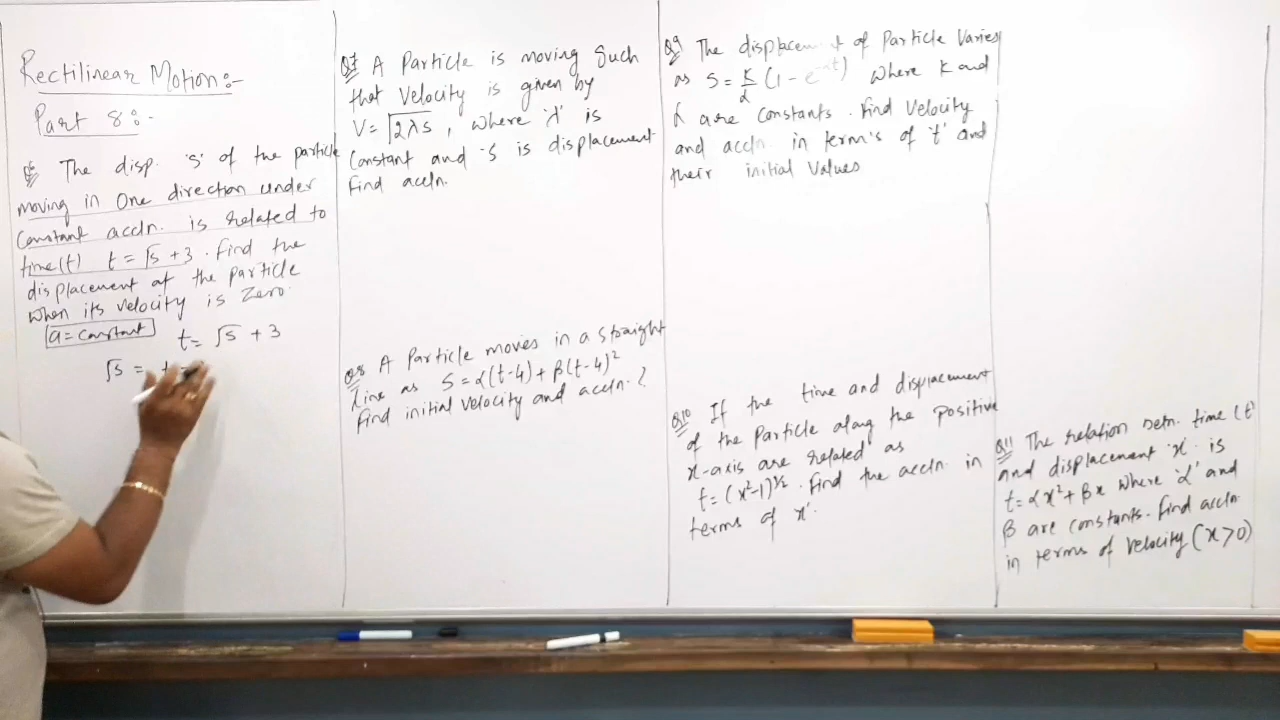 Rectilinear Motion:-
Part 8:-
The disp. 's' of the particle
moving in One direction under
Constant accln. is related to
time(t) t = √s + 3 . Find the
displacement of the particle
when its velocity is Zero.
a = constant t = √s + 3
√s = t
Q7 A Particle is moving Such
that Velocity is given by
V = √2λs , where 'λ' is
Constant and 's' is displacement
Find accln.
Q8 A Particle moves in a straight
line as S = α(t-4) + β(t-4)²
Find initial velocity and accln. ?
Q9 The of Particle Varies
as S = K/α (1 - e^-αt) where K and
α are Constants . Find Velocity
and accln. in term's of 't' and
their initial Values
Q10 If the time and displacement
of the Particle along the positive
x-axis are related as
t = (x²-1)^1/2 . Find the accln. in
terms of 'x'.
Q11 The relation betn. time (t)
and displacement 'x' is
t = αx² + βx where 'α' and
β are constants. Find accln.
in terms of velocity (x>0)